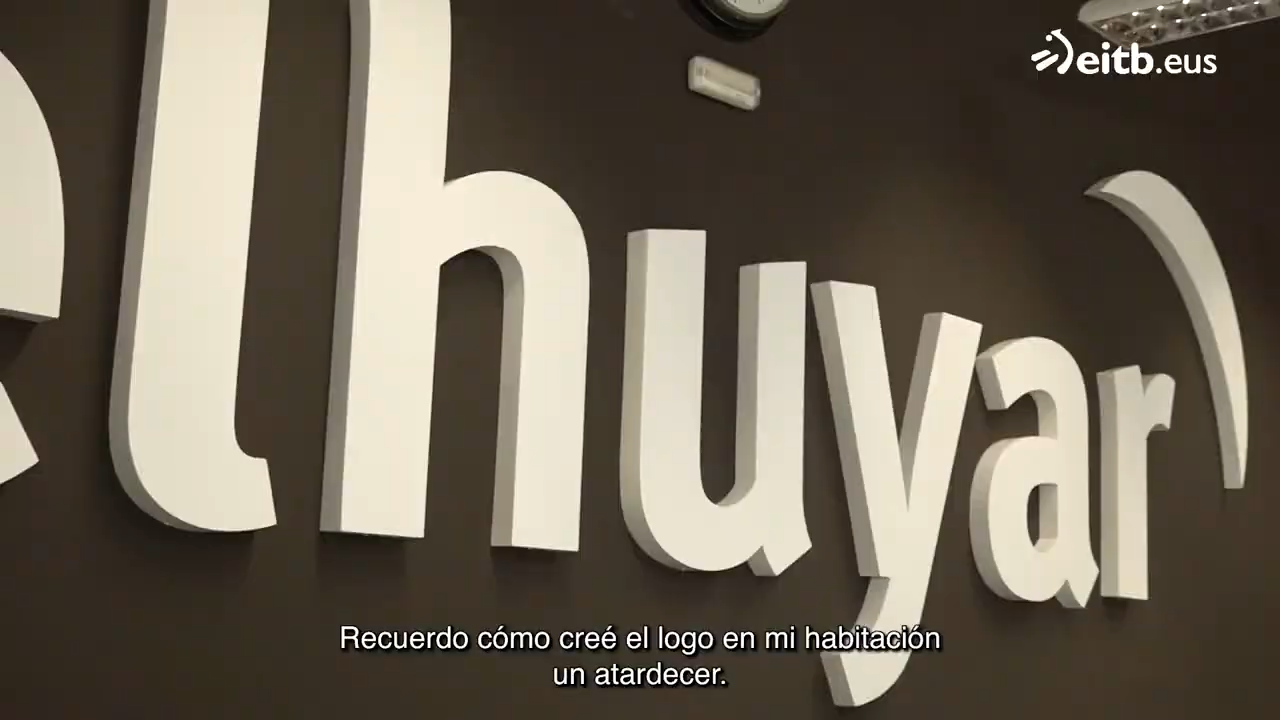 eitb.eus
elhuyar
Recuerdo cómo creé el logo en mi habitación
un atardecer.